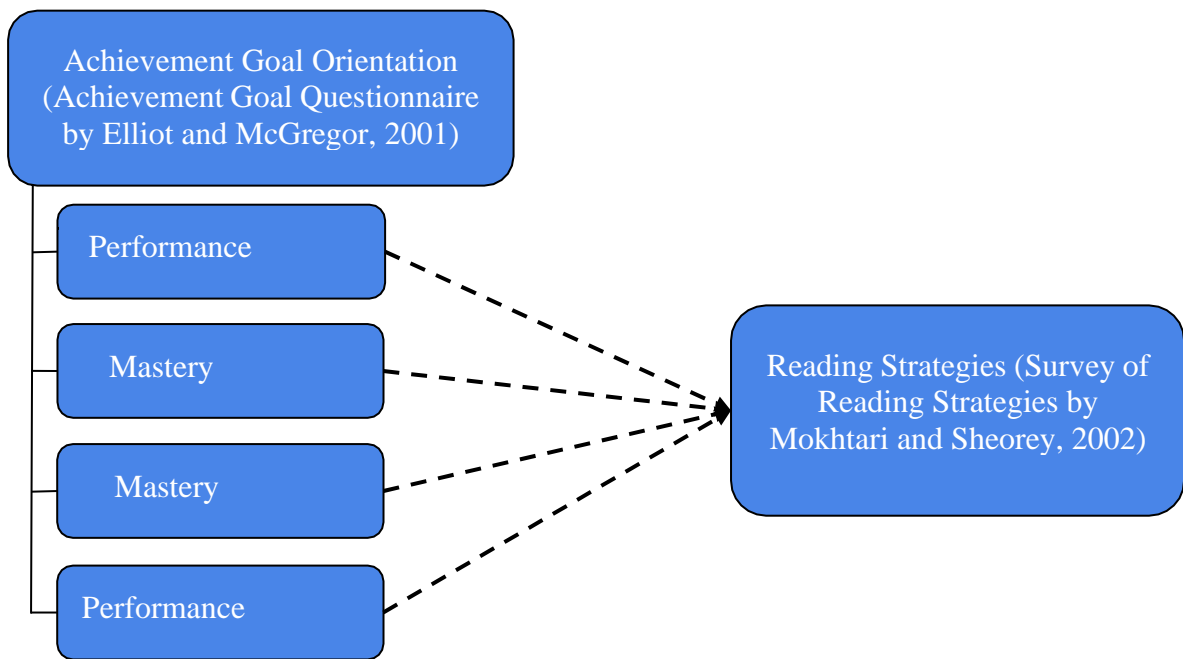 Achievement Goal Orientation
(Achievement Goal Questionnaire
by Elliot and McGregor, 2001)
Performance
Mastery
Mastery
Performance
Reading Strategies (Survey of
Reading Strategies by
Mokhtari and Sheorey, 2002)